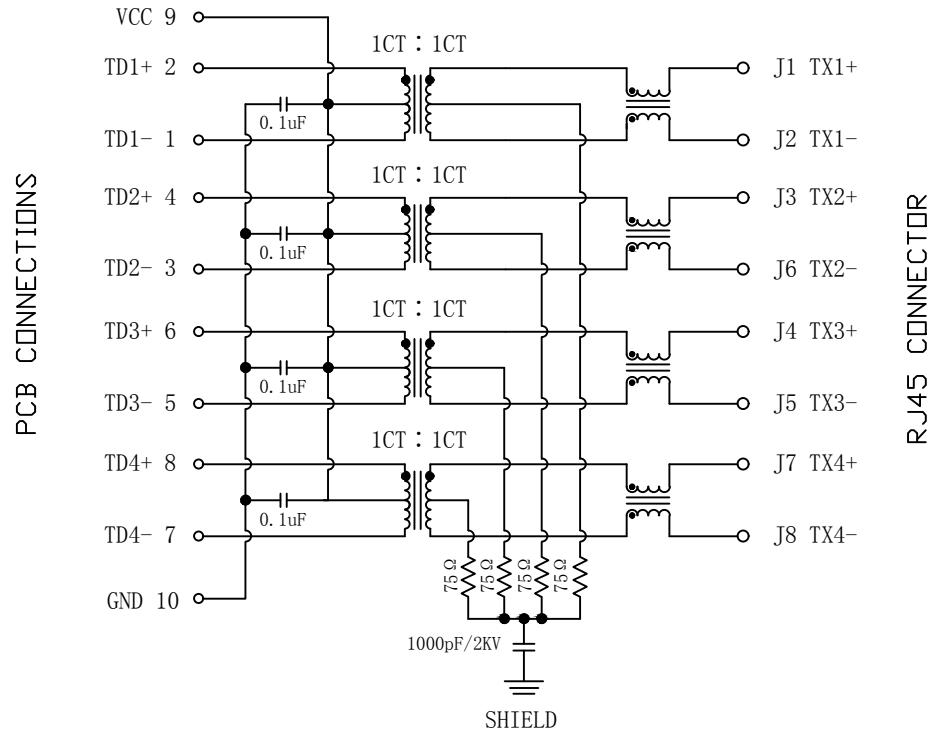 VCC 9
1CT：1CT
TD1+ 2
J1 TX1+
0.1uF
TD1- 1
J2 TX1-
1CT：1CT
TD2+ 4
J3 TX2+
0.1uF
TD2- 3
J6 TX2-
1CT：1CT
TD3+ 6
J4 TX3+
0.1uF
TD3- 5
J5 TX3-
1CT：1CT
TD4+ 8
J7 TX4+
0.1uF
TD4- 7
J8 TX4-
75Ω
75Ω
75Ω
75Ω
GND 10
1000pF/2KV
SHIELD
PCB CONNECTIONS
RJ45 CONNECTOR